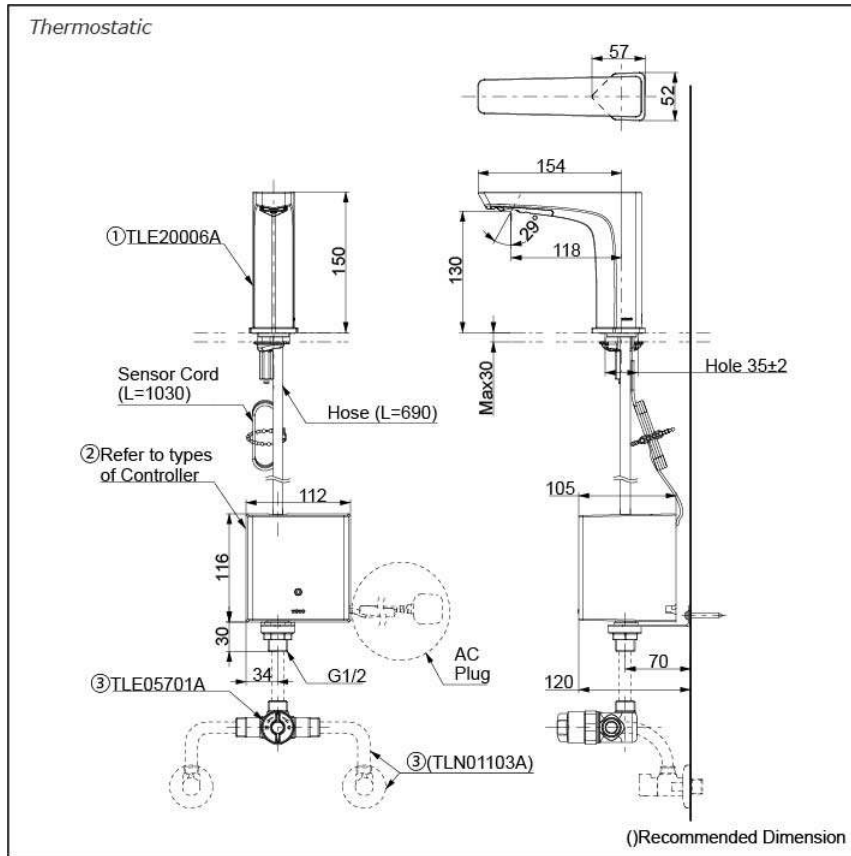 Thermostatic
57
52
154
①TLE20006A
150
130
29°
118
Max30
Hole 35±2
Sensor Cord
(L=1030)
Hose (L=690)
②Refer to types
of Controller
112
105
116
30
34
G1/2
AC
Plug
70
120
③TLE05701A
③(TLN01103A)
()Recommended Dimension